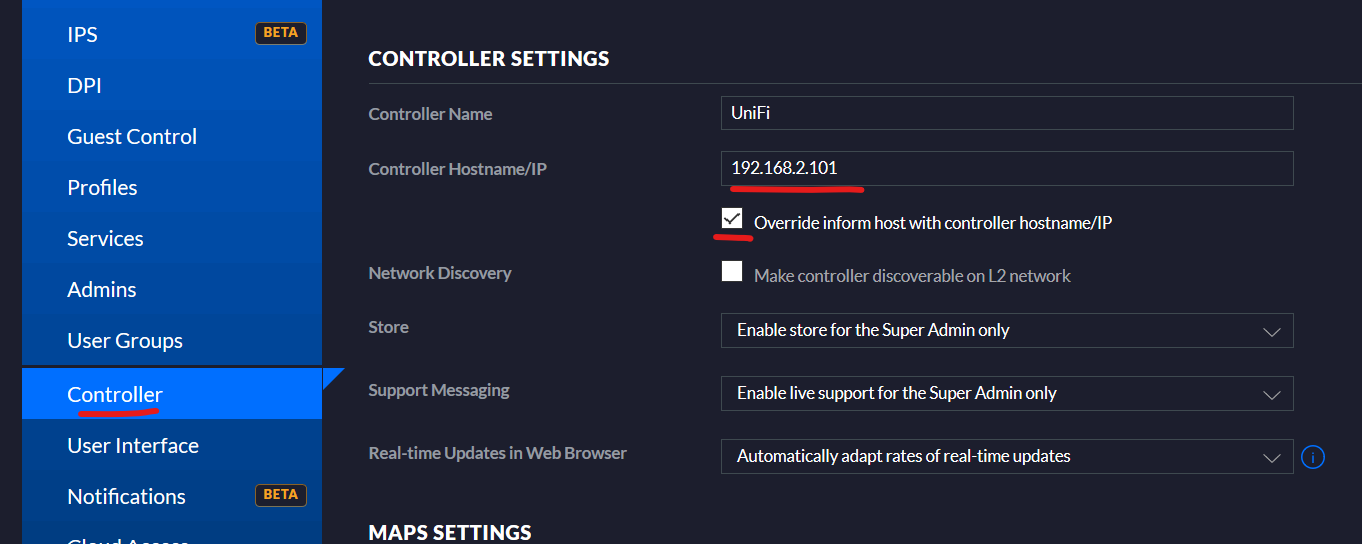 IPS
BETA
DPI
Guest Control
Profiles
Services
Admins
User Groups
Controller
User Interface
Notifications
BETA
Cloud Access
CONTROLLER SETTINGS
Controller Name
UniFi
Controller Hostname/IP
192.168.2.101
Override inform host with controller hostname/IP
Network Discovery
Make controller discoverable on L2 network
Store
Enable store for the Super Admin only
Support Messaging
Enable live support for the Super Admin only
Real-time Updates in Web Browser
Automatically adapt rates of real-time updates
i
MAPS SETTINGS